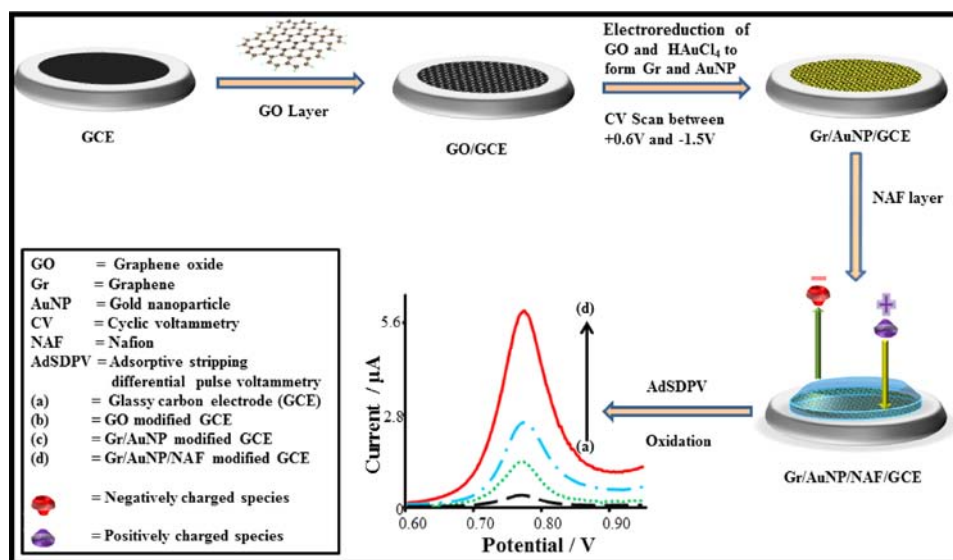 GCE
GO Layer
GO/GCE
Electroreduction of
GO and HAuCl4 to
form Gr and AuNP
CV Scan between
+0.6V and -1.5V
Gr/AuNP/GCE
NAF layer
GO = Graphene oxide
Gr = Graphene
AuNP = Gold nanoparticle
CV = Cyclic voltammetry
NAF = Nafion
AdSDPV = Adsorptive stripping
differential pulse voltammetry
(a) = Glassy carbon electrode (GCE)
(b) = GO modified GCE
(c) = Gr/AuNP modified GCE
(d) = Gr/AuNP/NAF modified GCE
= Negatively charged species
= Positively charged species
Current / µA
5.6
2.8
0
(d)
(a)
0.60 0.70 0.80 0.90
Potential / V
AdSDPV
Oxidation
Gr/AuNP/NAF/GCE